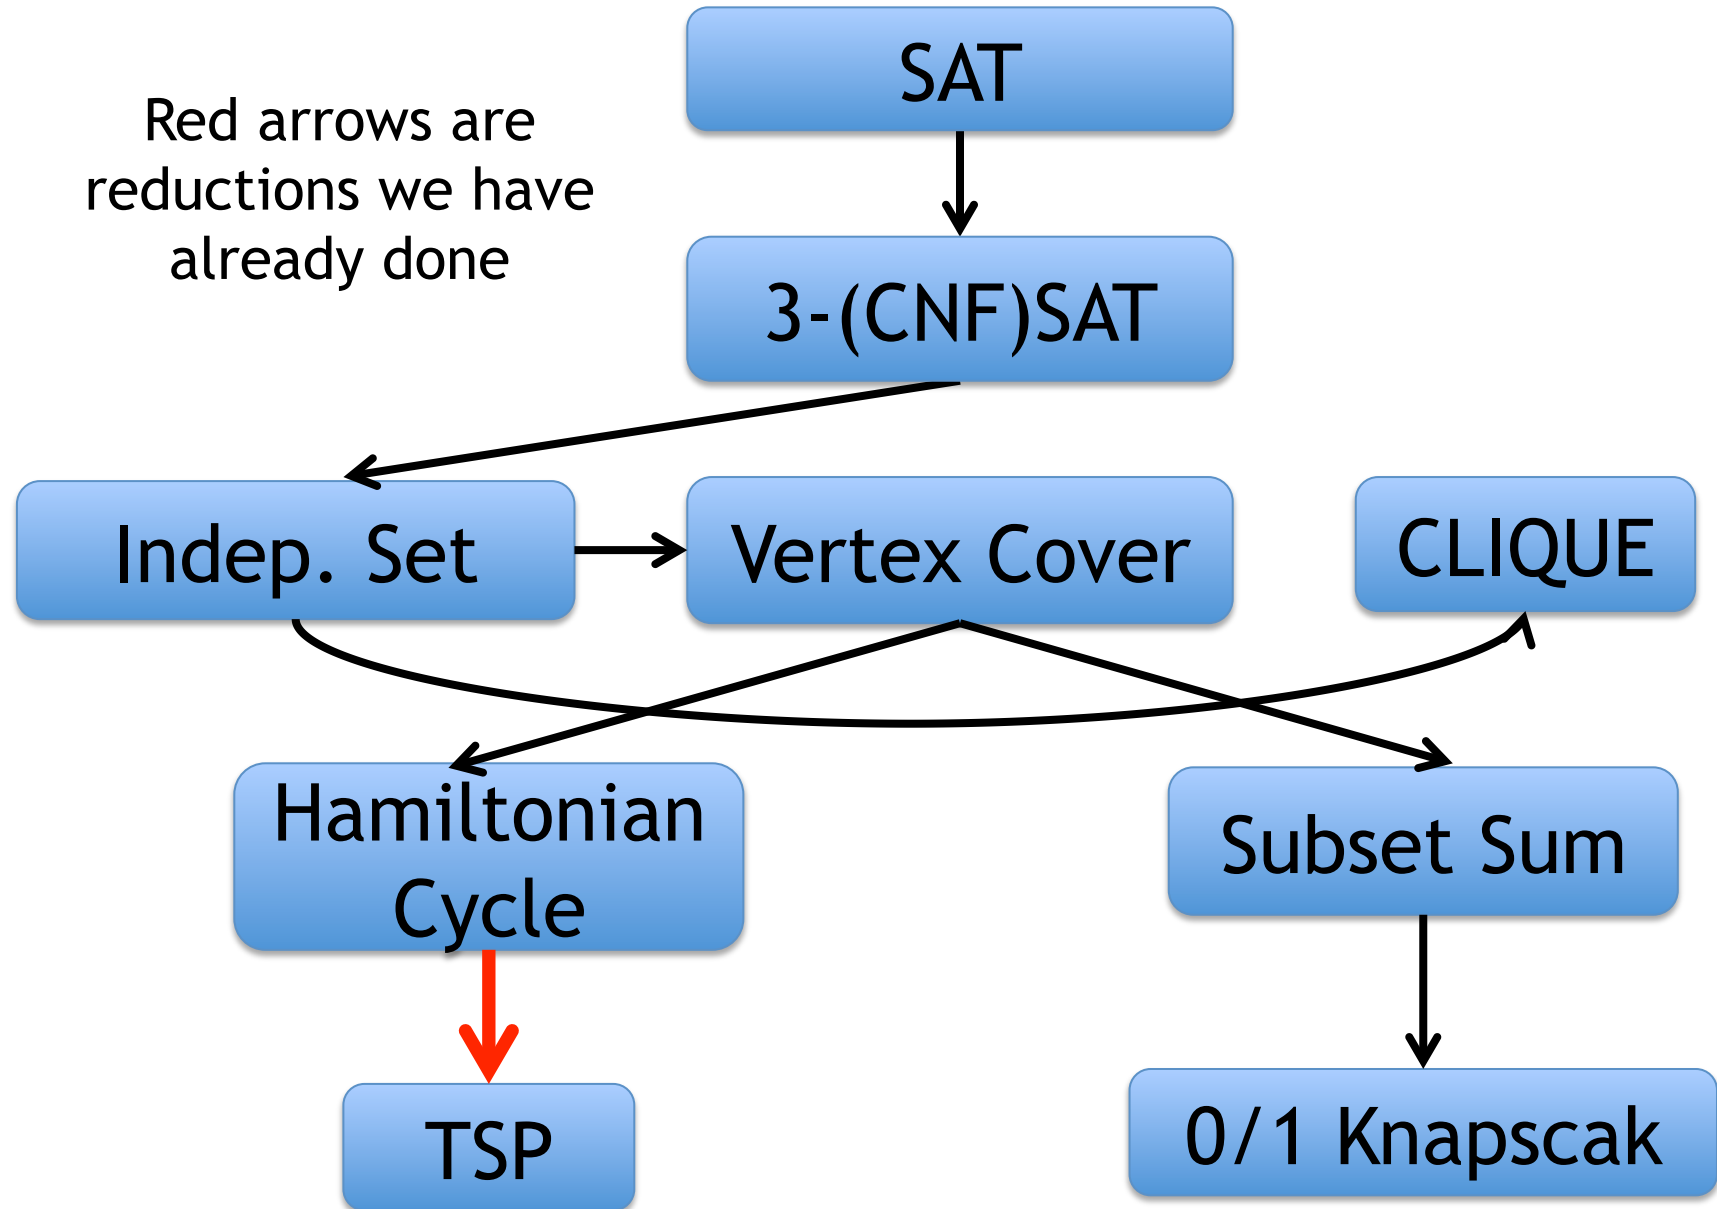 SAT
Red arrows are
reductions we have
already done
3-(CNF)SAT
Indep. Set
Vertex Cover
CLIQUE
Hamiltonian
Cycle
Subset Sum
TSP
0/1 Knapscak